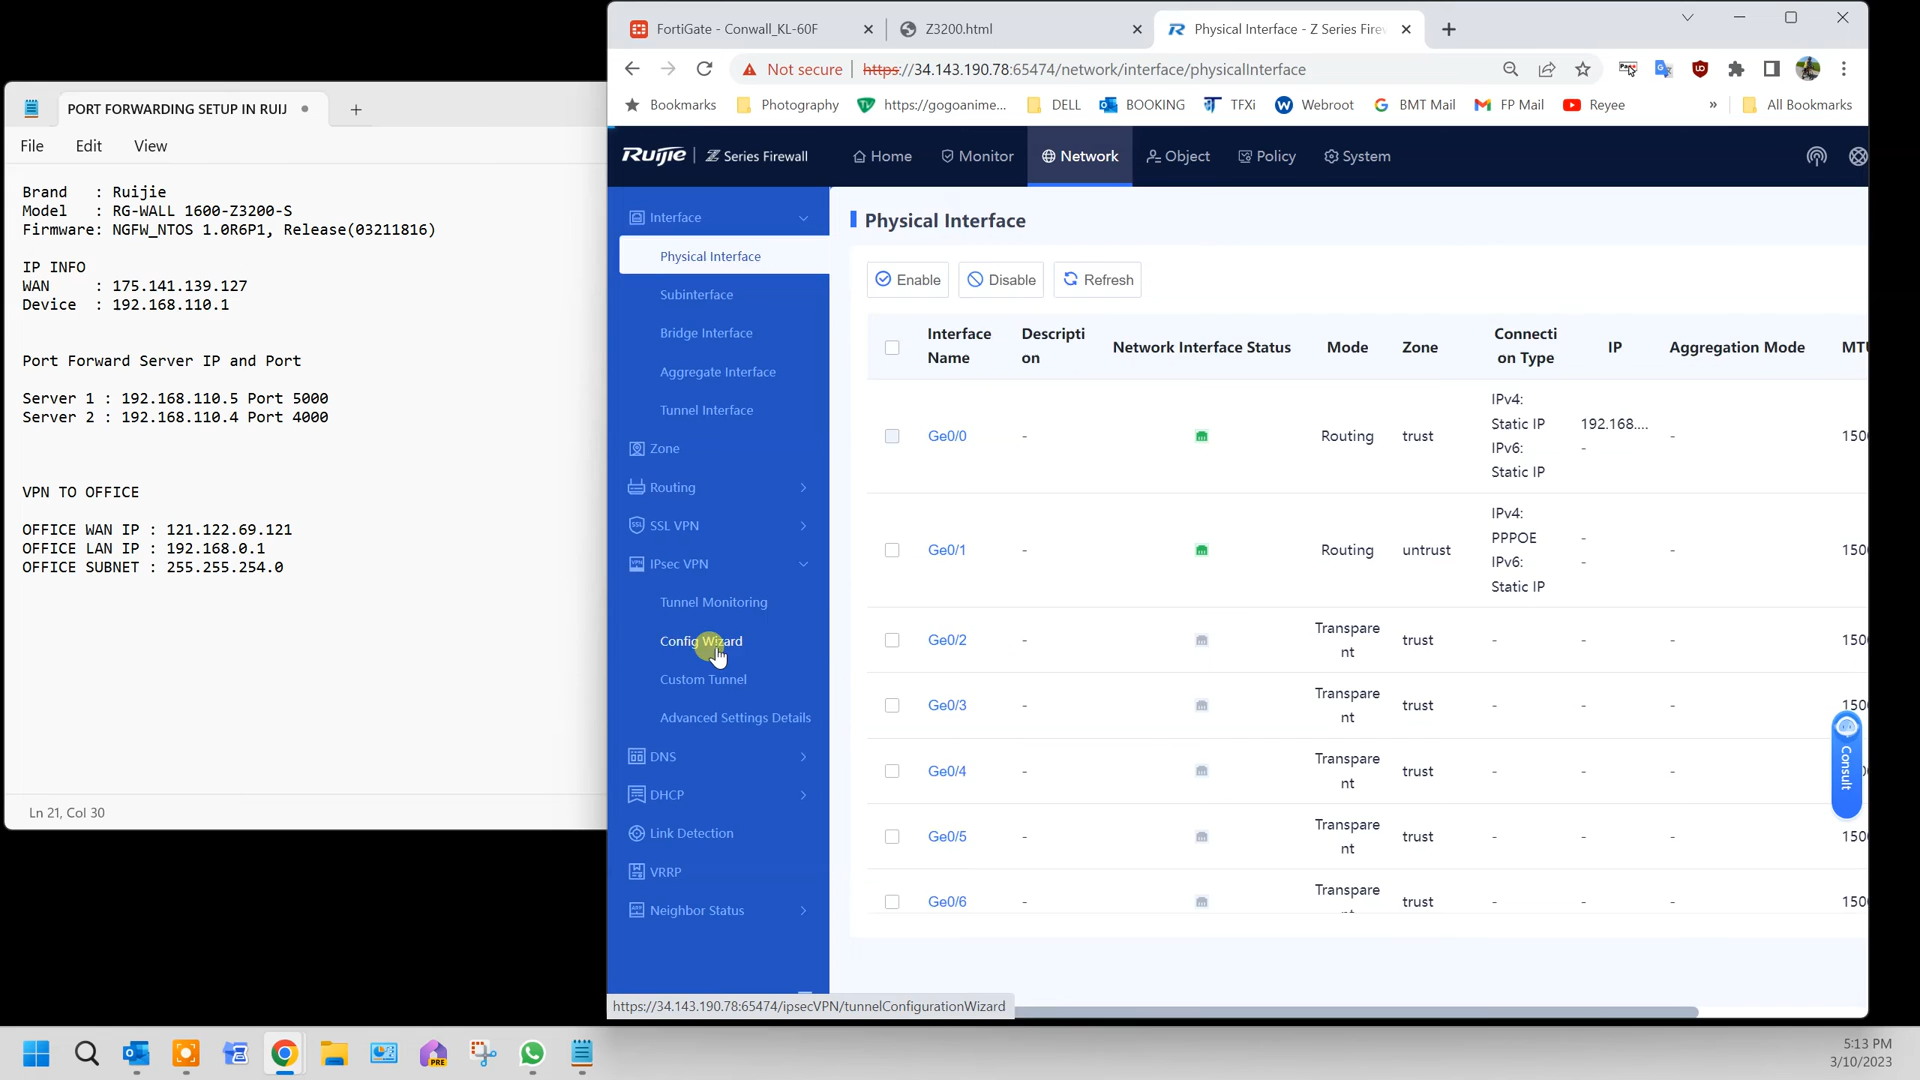 PORT FORWARDING SETUP IN RUIJ
File Edit View
Brand : Ruijie
Model : RG-WALL 1600-Z3200-S
Firmware: NGFW_NTOS 1.0R6P1, Release(03211816)
IP INFO
WAN : 175.141.139.127
Device : 192.168.110.1
Port Forward Server IP and Port
Server 1 : 192.168.110.5 Port 5000
Server 2 : 192.168.110.4 Port 4000
VPN TO OFFICE
OFFICE WAN IP : 121.122.69.121
OFFICE LAN IP : 192.168.0.1
OFFICE SUBNET : 255.255.254.0
Ln 21, Col 30
FortiGate - Conwall_KL-60F
Z3200.html
Physical Interface - Z Series Firew
Not secure https://34.143.190.78:65474/network/interface/physicalInterface
Bookmarks Photography https://gogoanime... DELL BOOKING TFXi Webroot BMT Mail FP Mail Reyee » All Bookmarks
Ruijie | Z Series Firewall Home Monitor Network Object Policy System
Interface
Physical Interface
Subinterface
Bridge Interface
Aggregate Interface
Tunnel Interface
Zone
Routing
SSL VPN
IPsec VPN
Tunnel Monitoring
Config Wizard
Custom Tunnel
Advanced Settings Details
DNS
DHCP
Link Detection
VRRP
Neighbor Status
Physical Interface
Enable Disable Refresh
Interface Name Descripti on Network Interface Status Mode Zone Connecti on Type IP Aggregation Mode MTU
Ge0/0 - Routing trust IPv4: Static IP IPv6: Static IP 192.168.... - - 1500
Ge0/1 - Routing untrust IPv4: PPPOE IPv6: Static IP - - - 1500
Ge0/2 - Transpare nt trust - - - 1500
Ge0/3 - Transpare nt trust - - - 1500
Ge0/4 - Transpare nt trust - - -
Ge0/5 - Transpare nt trust - - - 1500
Ge0/6 - Transpare trust - - - 1500
Consult
https://34.143.190.78:65474/ipsecVPN/tunnelConfigurationWizard
PRE
5:13 PM
3/10/2023